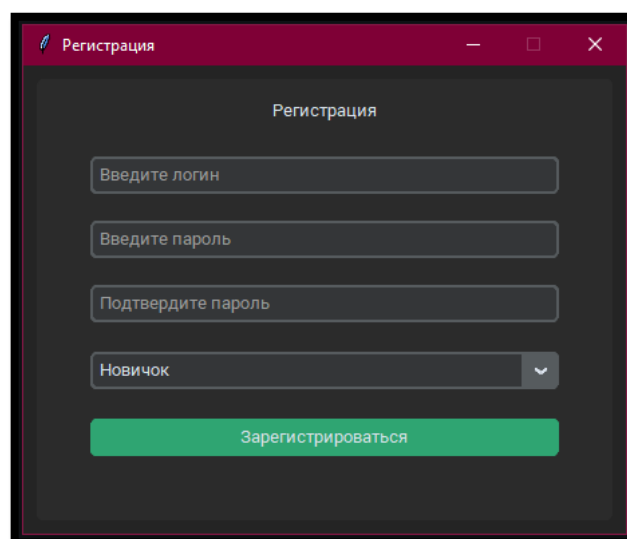 Регистрация
Регистрация
Введите логин
Введите пароль
Подтвердите пароль
Новичок
Зарегистрироваться